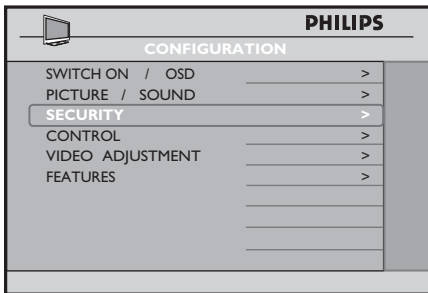 PHILIPS
CONFIGURATION
SWITCH ON / OSD >
PICTURE / SOUND >
SECURITY >
CONTROL >
VIDEO ADJUSTMENT >
FEATURES >